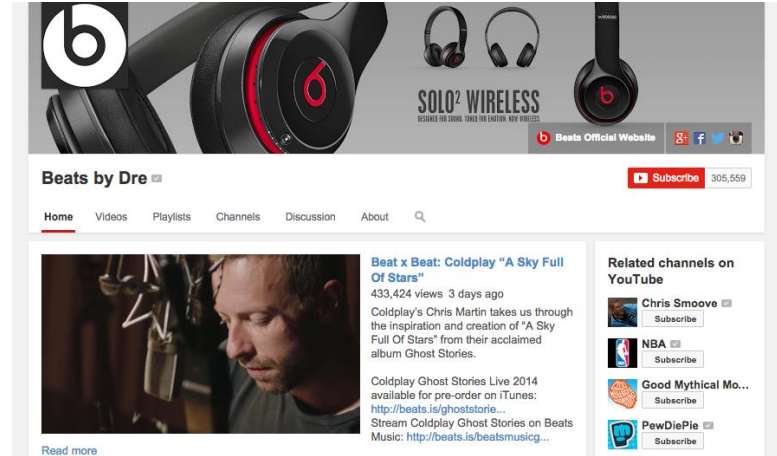 WIRELESS
SOLO² WIRELESS
DESIGNED FOR SOUND. TUNED FOR EMOTION. NOW WIRELESS
Beats Official Website
Beats by Dre
Subscribe 305,559
Home Videos Playlists Channels Discussion About
Beat x Beat: Coldplay “A Sky Full
Of Stars”
433,424 views 3 days ago
Coldplay's Chris Martin takes us through
the inspiration and creation of "A Sky
Full Of Stars" from their acclaimed
album Ghost Stories.
Coldplay Ghost Stories Live 2014
available for pre-order on iTunes:
http://beats.is/ghoststorie...
Stream Coldplay Ghost Stories on Beats
Music: http://beats.is/beatsmusicg...
Read more
Related channels on
YouTube
Chris Smoove
Subscribe
NBA
Subscribe
Good Mythical Mo...
Subscribe
PewDiePie
Subscribe